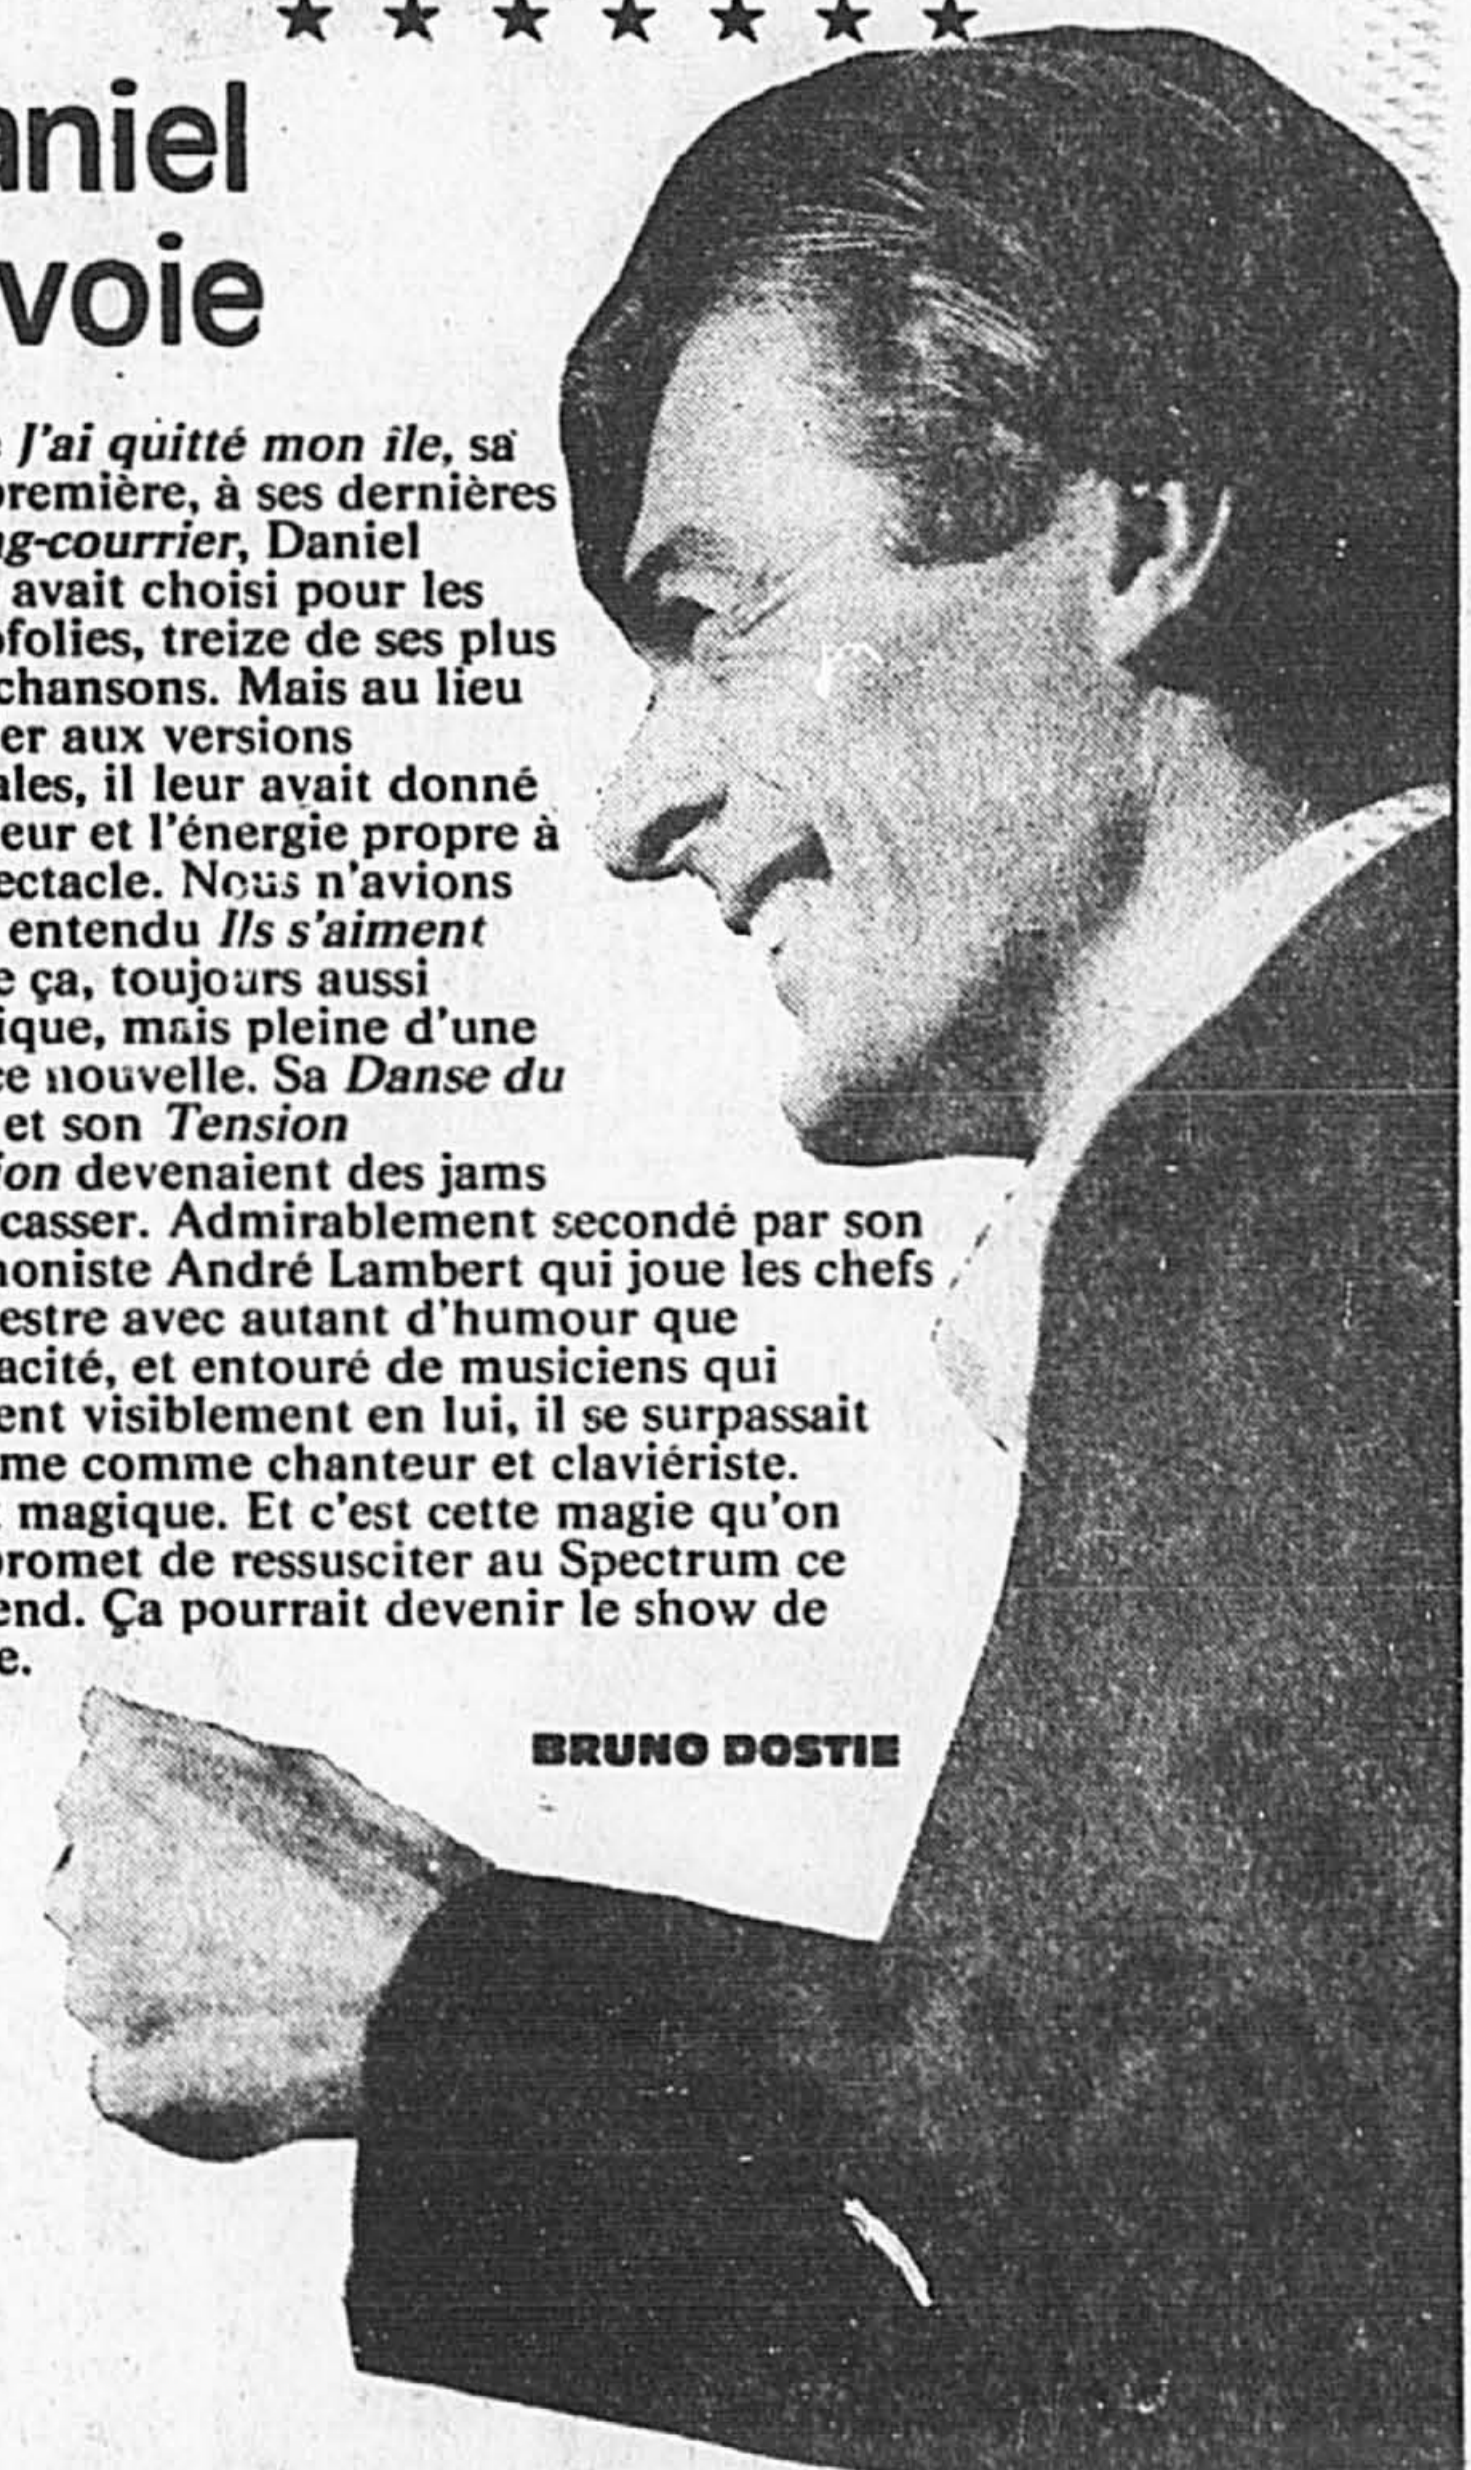 aniel
voie
J'ai quitté mon île, sa
première, à ses dernières
ng-courrier, Daniel
avait choisi pour les
ofolies, treize de ses plus
chansons. Mais au lieu
er aux versions
ales, il leur avait donné
eur et l'énergie propre à
ectacle. Nous n'avions
entendu Ils s'aiment
e ça, toujours aussi
ique, mais pleine d'une
ce nouvelle. Sa Danse du
et son Tension
ion devenaient des jams
casser. Admirablement secondé par son
honiste André Lambert qui joue les chefs
estre avec autant d'humour que
acité, et entouré de musiciens qui
ent visiblement en lui, il se surpassait
me comme chanteur et claviériste.
t magique. Et c'est cette magie qu'on
promet de ressusciter au Spectrum ce
end. Ça pourrait devenir le show de
e.
BRUNO DOSTIE